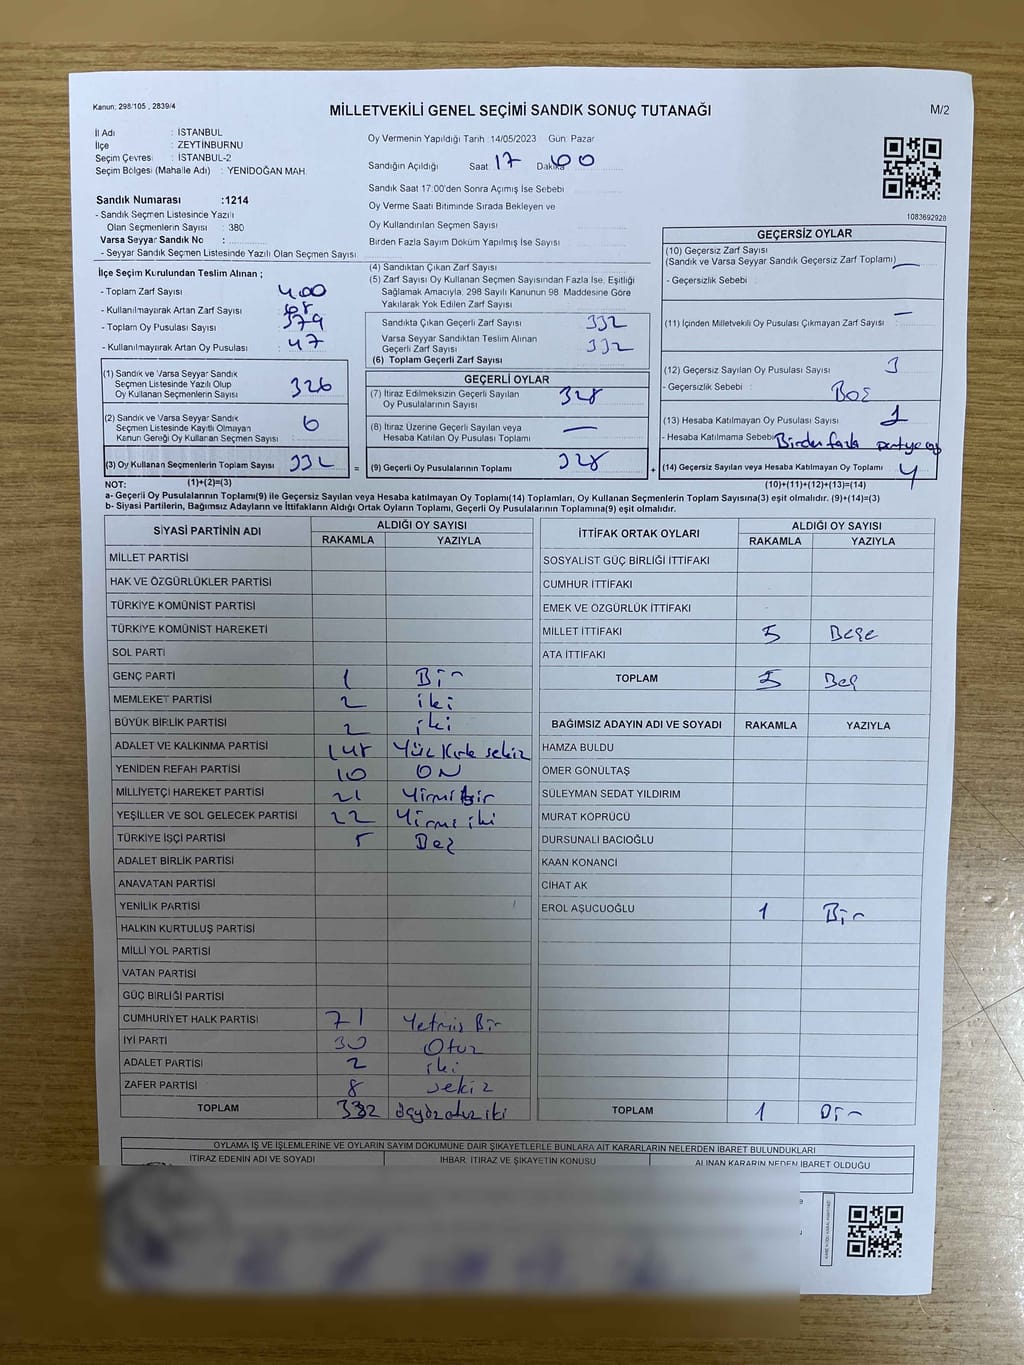 Kanun: 298/105 , 2839/4
MİLLETVEKİLİ GENEL SEÇİMİ SANDIK SONUÇ TUTANAĞI
M/2
İl Adı : İSTANBUL
İlçe : ZEYTİNBURNU
Seçim Çevresi : İSTANBUL-2
Seçim Bölgesi (Mahalle Adı) : YENİDOĞAN MAH.
Oy Vermenin Yapıldığı Tarih :14/05/2023 Gün: Pazar
Sandığın Açıldığı Saat 17 Dakika 00
Sandık Saat 17:00'den Sonra Açımış İse Sebebi
Oy Verme Saati Bitiminde Sırada Bekleyen ve
Oy Kullandırılan Seçmen Sayısı
Birden Fazla Sayım Döküm Yapılmış İse Sayısı
1083692928
Sandık Numarası :1214
- Sandık Seçmen Listesinde Yazılı
Olan Seçmenlerin Sayısı : 380
Varsa Seyyar Sandık No :
- Seyyar Sandık Seçmen Listesinde Yazılı Olan Seçmen Sayısı:
İlçe Seçim Kurulundan Teslim Alınan ;
- Toplam Zarf Sayısı : 400
- Kullanılmayarak Artan Zarf Sayısı : 68
- Toplam Oy Pusulası Sayısı : 379
- Kullanılmayarak Artan Oy Pusulası : 47
(1) Sandık ve Varsa Seyyar Sandık
Seçmen Listesinde Yazılı Olup
Oy Kullanan Seçmenlerin Sayısı : 326
(2) Sandık ve Varsa Seyyar Sandık
Seçmen Listesinde Kayıtlı Olmayan
Kanun Gereği Oy Kullanan Seçmen Sayısı : 6
(3) Oy Kullanan Seçmenlerin Toplam Sayısı : 332
(1)+(2)=(3)
(4) Sandıktan Çıkan Zarf Sayısı
(5) Zarf Sayısı Oy Kullanan Seçmen Sayısından Fazla İse, Eşitliği
Sağlamak Amacıyla, 298 Sayılı Kanunun 98. Maddesine Göre
Yakılarak Yok Edilen Zarf Sayısı
Sandıkta Çıkan Geçerli Zarf Sayısı : 332
Varsa Seyyar Sandıktan Teslim Alınan
Geçerli Zarf Sayısı : 332
(6) Toplam Geçerli Zarf Sayısı
GEÇERLİ OYLAR
(7) İtiraz Edilmeksizin Geçerli Sayılan
Oy Pusulalarının Sayısı : 328
(8) İtiraz Üzerine Geçerli Sayılan veya
Hesaba Katılan Oy Pusulası Toplamı : —
= (9) Geçerli Oy Pusulalarının Toplamı : 328 +
GEÇERSİZ OYLAR
(10) Geçersiz Zarf Sayısı
(Sandık ve Varsa Seyyar Sandık Geçersiz Zarf Toplamı) —
- Geçersizlik Sebebi :
(11) İçinden Milletvekili Oy Pusulası Çıkmayan Zarf Sayısı : —
(12) Geçersiz Sayılan Oy Pusulası Sayısı : 3
- Geçersizlik Sebebi : Boş
(13) Hesaba Katılmayan Oy Pusulası Sayısı : 1
- Hesaba Katılmama Sebebi: Birden fazla partiye oy
(14) Geçersiz Sayılan veya Hesaba Katılmayan Oy Toplamı : 4
(10)+(11)+(12)+(13)=(14)
NOT:
a- Geçerli Oy Pusulalarının Toplamı(9) ile Geçersiz Sayılan veya Hesaba katılmayan Oy Toplamı(14) Toplamları, Oy Kullanan Seçmenlerin Toplam Sayısına(3) eşit olmalıdır. (9)+(14)=(3)
b- Siyasi Partilerin, Bağımsız Adayların ve İttifakların Aldığı Ortak Oyların Toplamı, Geçerli Oy Pusulalarının Toplamına(9) eşit olmalıdır.
SİYASİ PARTİNİN ADI ALDIĞI OY SAYISI
RAKAMLA YAZIYLA
MİLLET PARTİSİ
HAK VE ÖZGÜRLÜKLER PARTİSİ
TÜRKİYE KOMÜNİST PARTİSİ
TÜRKİYE KOMÜNİST HAREKETİ
SOL PARTİ
GENÇ PARTİ 1 Bir
MEMLEKET PARTİSİ 2 iki
BÜYÜK BİRLİK PARTİSİ 2 iki
ADALET VE KALKINMA PARTİSİ 148 Yüz Kırk sekiz
YENİDEN REFAH PARTİSİ 10 ON
MİLLİYETÇİ HAREKET PARTİSİ 21 Yirmi bir
YEŞİLLER VE SOL GELECEK PARTİSİ 22 Yirmi iki
TÜRKİYE İŞÇİ PARTİSİ 5 Beş
ADALET BİRLİK PARTİSİ
ANAVATAN PARTİSİ
YENİLİK PARTİSİ
HALKIN KURTULUŞ PARTİSİ
MİLLİ YOL PARTİSİ
VATAN PARTİSİ
GÜÇ BİRLİĞİ PARTİSİ
CUMHURİYET HALK PARTİSİ 71 Yetmiş Bir
İYİ PARTİ 30 Otuz
ADALET PARTİSİ 2 iki
ZAFER PARTİSİ 8 sekiz
TOPLAM 332 üçyüzotuziki
İTTİFAK ORTAK OYLARI ALDIĞI OY SAYISI
RAKAMLA YAZIYLA
SOSYALİST GÜÇ BİRLİĞİ İTTİFAKI
CUMHUR İTTİFAKI
EMEK VE ÖZGÜRLÜK İTTİFAKI
MİLLET İTTİFAKI 5
ATA İTTİFAKI
TOPLAM 5 Beş
BAĞIMSIZ ADAYIN ADI VE SOYADI RAKAMLA YAZIYLA
HAMZA BULDU
ÖMER GÖNÜLTAŞ
SÜLEYMAN SEDAT YILDIRIM
MURAT KÖPRÜCÜ
DURSUNALİ BACIOĞLU
KAAN KONANCİ
CİHAT AK
EROL AŞUCUOĞLU 1 Bir
TOPLAM 1 Bir
OYLAMA İŞ VE İŞLEMLERİNE VE OYLARIN SAYIM DÖKÜMÜNE DAİR ŞİKAYETLERLE BUNLARA AİT KARARLARIN NELERDEN İBARET BULUNDUKLARI
İTİRAZ EDENİN ADI VE SOYADI İHBAR, İTİRAZ VE ŞİKAYETİN KONUSU ALINAN KARARIN NEDEN İBARET OLDUĞU